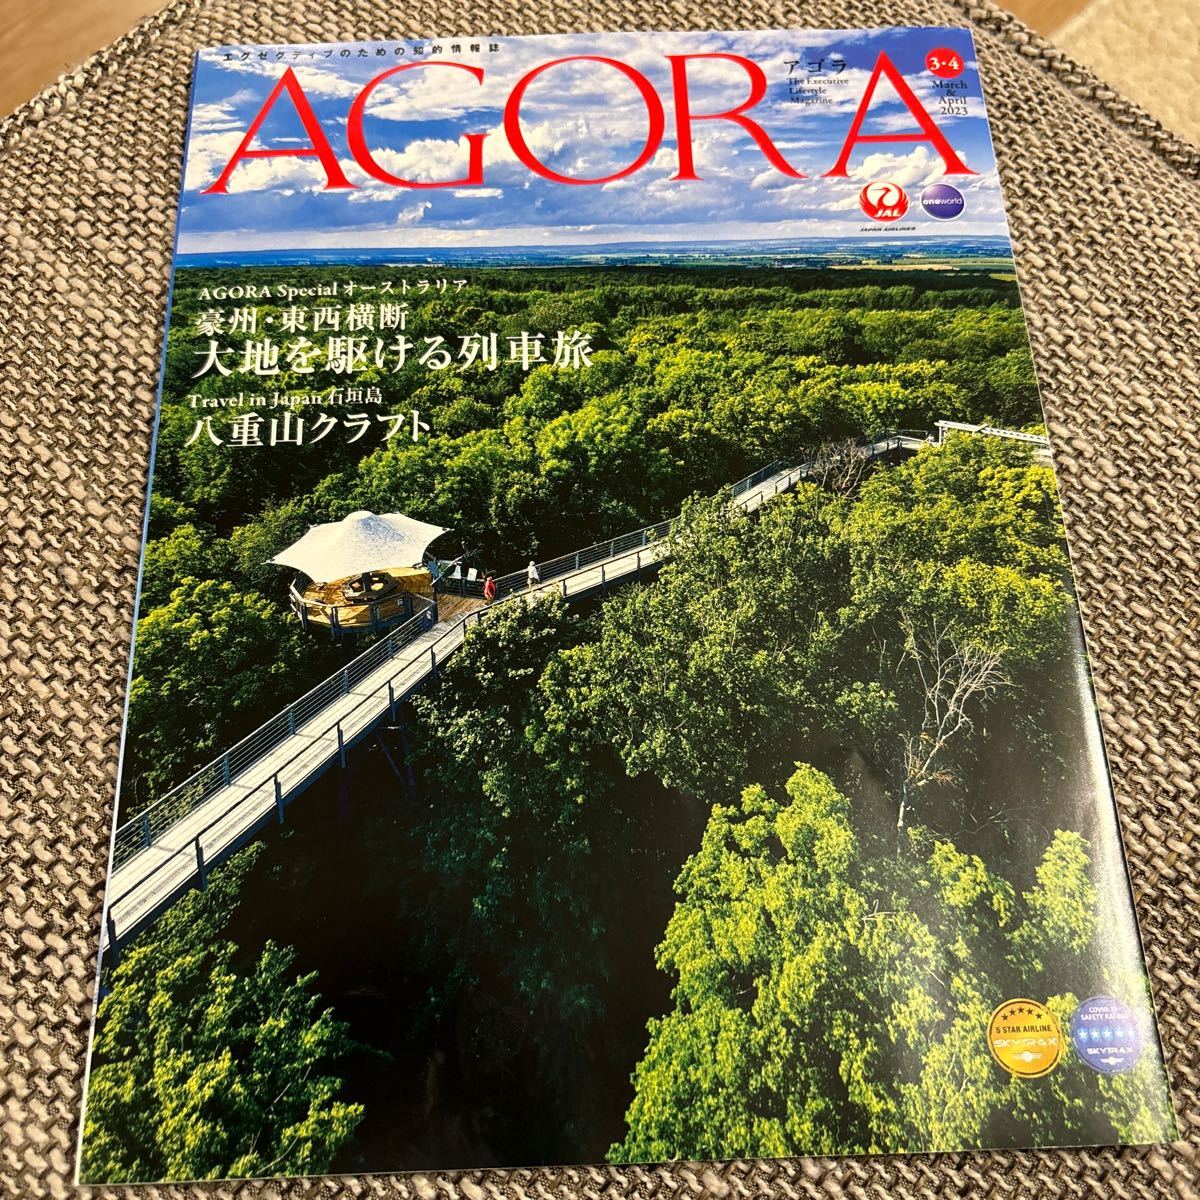 エグゼクティブのための知的情報誌
AGORA
アゴラ
The Executive
Lifestyle
Magazine
3・4
March
&
April
2023
JAL
JAPAN AIRLINES
oneworld
AGORA Special オーストラリア
豪州・東西横断
大地を駆ける列車旅
Travel in Japan 石垣島
八重山クラフト
5 STAR AIRLINE
SKYTRAX
SAFETY RATING
SKYTRAX